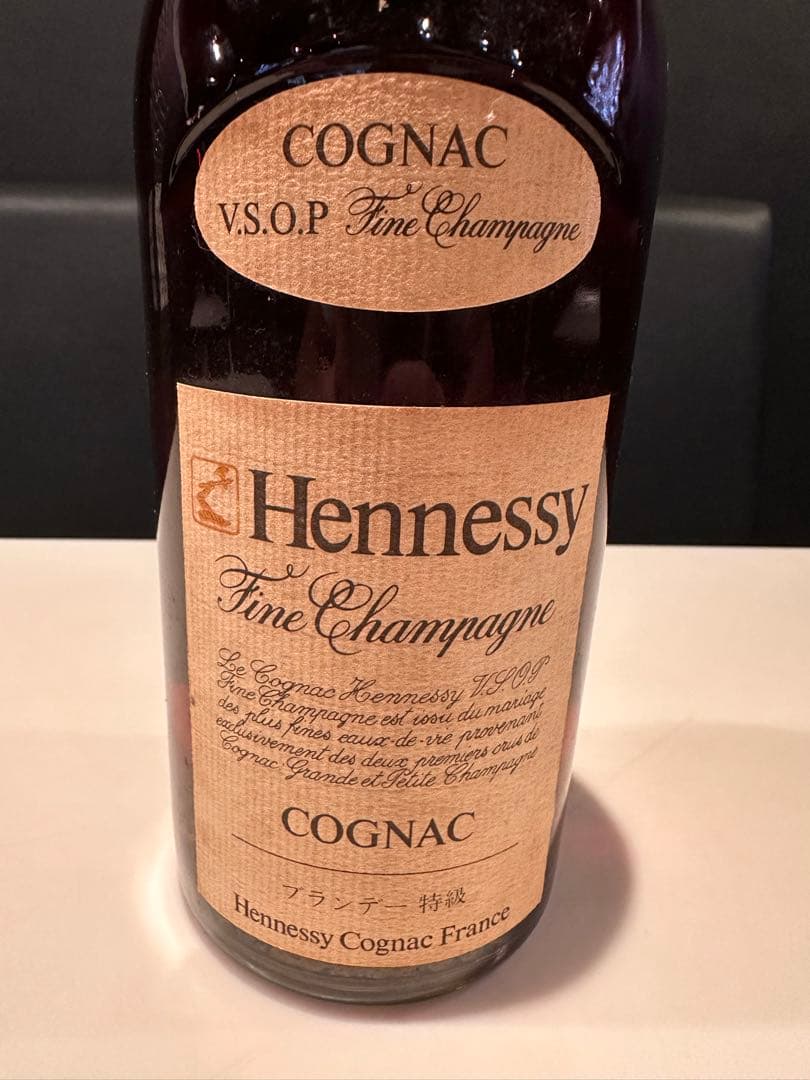 COGNAC
V.S.O.P Fine Champagne
Hennessy
Fine Champagne
Le Cognac Hennessy V.S.O.P
Fine Champagne est issu du mariage
des plus fines eaux-de-vie provenant
exclusivement des deux premiers crus de
Cognac Grande et Petite Champagne
COGNAC
ブランデー 特級
Hennessy Cognac France